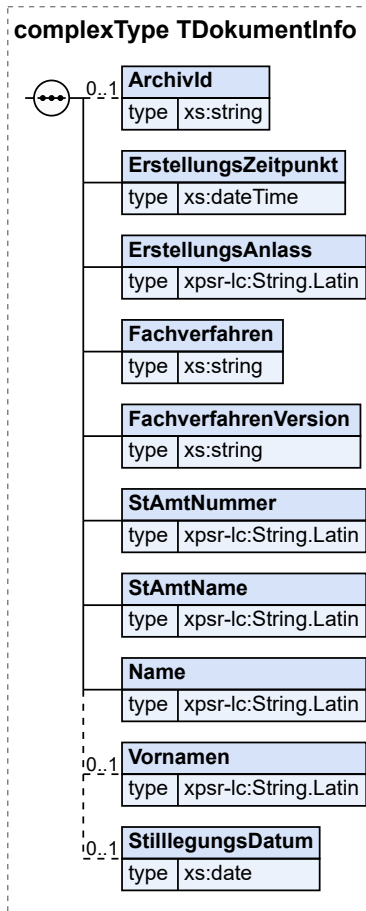 complexType TDokumentInfo
0..1
ArchivId
type xs:string
ErstellungsZeitpunkt
type xs:dateTime
ErstellungsAnlass
type xpsr-lc:String.Latin
Fachverfahren
type xs:string
FachverfahrenVersion
type xs:string
StAmtNummer
type xpsr-lc:String.Latin
StAmtName
type xpsr-lc:String.Latin
Name
type xpsr-lc:String.Latin
0..1
Vornamen
type xpsr-lc:String.Latin
0..1
StilllegungsDatum
type xs:date